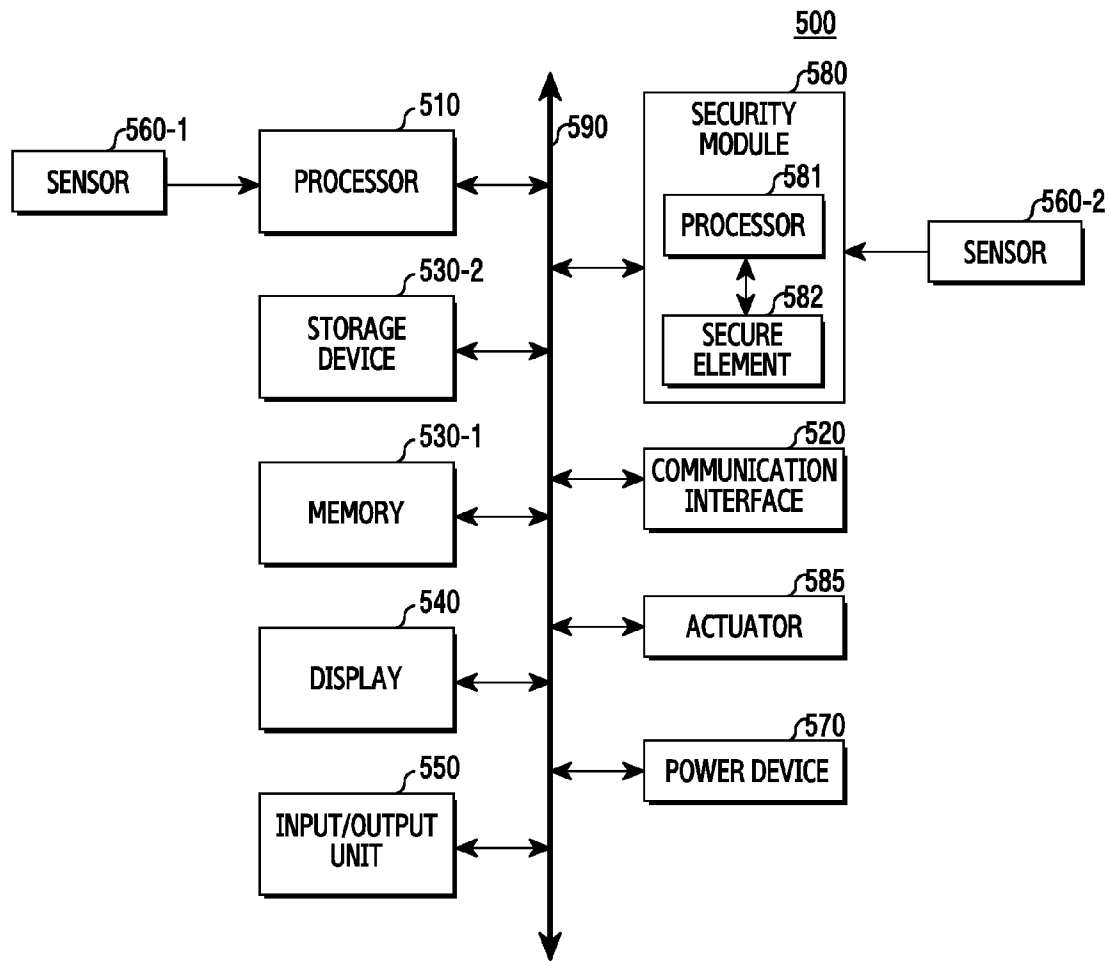 500
580
SECURITY
MODULE
510
590
560-1
SENSOR
PROCESSOR
581
PROCESSOR
560-2
SENSOR
530-2
STORAGE
DEVICE
582
SECURE
ELEMENT
530-1
MEMORY
520
COMMUNICATION
INTERFACE
540
DISPLAY
585
ACTUATOR
570
POWER DEVICE
550
INPUT/OUTPUT
UNIT